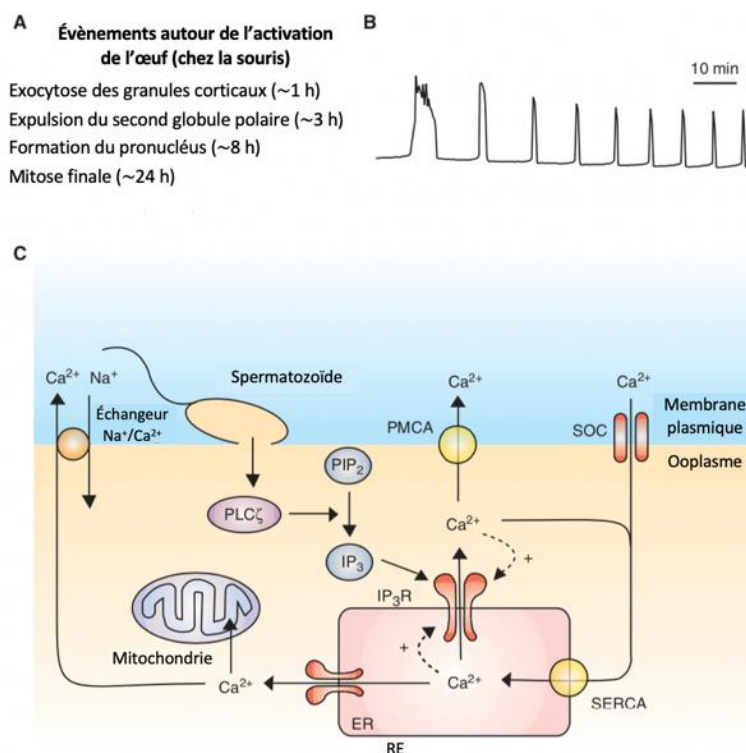 A
Évènements autour de l'activation
de l'œuf (chez la souris)
Exocytose des granules corticaux (~1 h)
Expulsion du second globule polaire (~3 h)
Formation du pronucléus (~8 h)
Mitose finale (~24 h)
B
10 min
C
Ca²⁺ Na⁺
Spermatozoïde
Ca²⁺
Ca²⁺
Échangeur
Na⁺/Ca²⁺
PMCA
SOC
Membrane
plasmique
Ooplasme
PIP₂
PLCζ
Ca²⁺
+
IP₃
IP₃R
Mitochondrie
+
Ca²⁺
Ca²⁺
SERCA
ER
RE